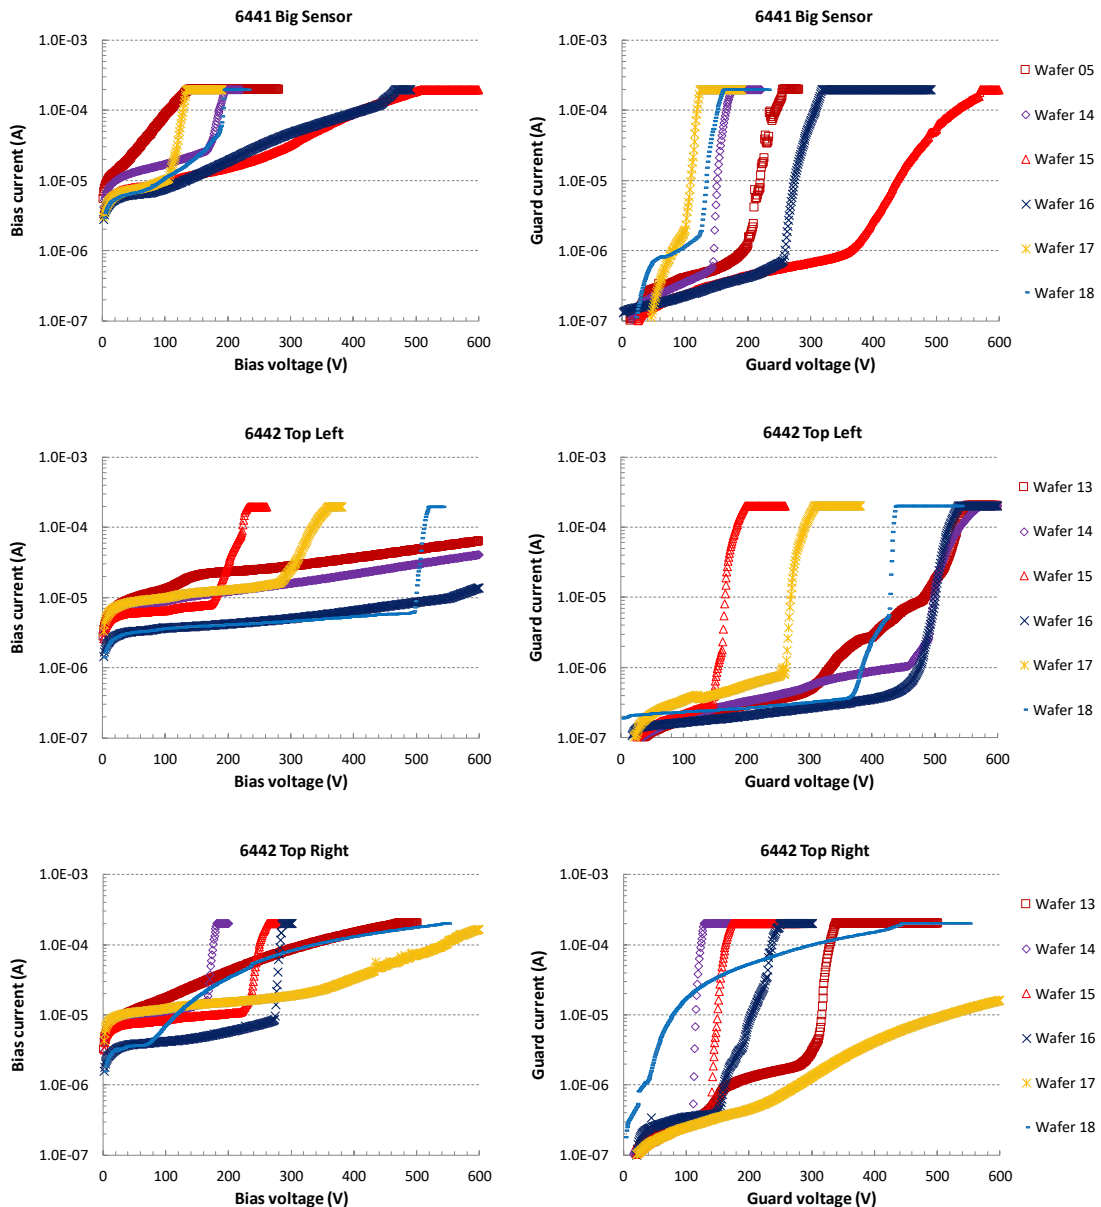 6441 Big Sensor
1.0E-03
1.0E-04
1.0E-05
1.0E-06
1.0E-07
Bias current (A)
0 100 200 300 400 500 600
Bias voltage (V)
6441 Big Sensor
1.0E-03
1.0E-04
1.0E-05
1.0E-06
1.0E-07
Guard current (A)
0 100 200 300 400 500 600
Guard voltage (V)
Wafer 05
Wafer 14
Wafer 15
Wafer 16
Wafer 17
Wafer 18
6442 Top Left
1.0E-03
1.0E-04
1.0E-05
1.0E-06
1.0E-07
Bias current (A)
0 100 200 300 400 500 600
Bias voltage (V)
6442 Top Left
1.0E-03
1.0E-04
1.0E-05
1.0E-06
1.0E-07
Guard current (A)
0 100 200 300 400 500 600
Guard voltage (V)
Wafer 13
Wafer 14
Wafer 15
Wafer 16
Wafer 17
Wafer 18
6442 Top Right
1.0E-03
1.0E-04
1.0E-05
1.0E-06
1.0E-07
Bias current (A)
0 100 200 300 400 500 600
Bias voltage (V)
6442 Top Right
1.0E-03
1.0E-04
1.0E-05
1.0E-06
1.0E-07
Guard current (A)
0 100 200 300 400 500 600
Guard voltage (V)
Wafer 13
Wafer 14
Wafer 15
Wafer 16
Wafer 17
Wafer 18